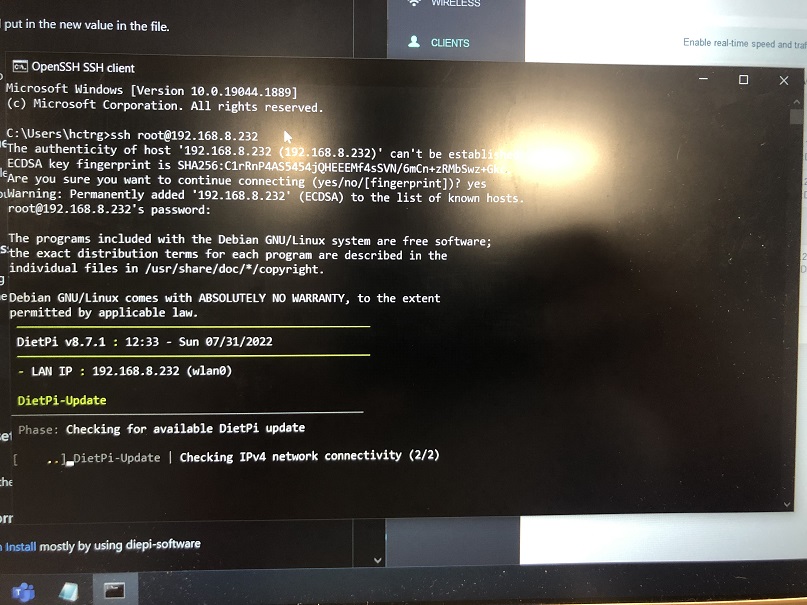 put in the new value in the file.
WIRELESS
CLIENTS
Enable real-time speed and traf
OpenSSH SSH client
Microsoft Windows [Version 10.0.19044.1889]
(c) Microsoft Corporation. All rights reserved.
C:\Users\hctrg>ssh root@192.168.8.232
The authenticity of host '192.168.8.232 (192.168.8.232)' can't be establi
ECDSA key fingerprint is
Are you sure you want to continue connecting (yes/no/[fingerprint])? yes
Warning: Permanently added '192.168.8.232' (ECDSA) to the list of known hosts.
root@192.168.8.232's password:
The programs included with the Debian GNU/Linux system are free software;
the exact distribution terms for each program are described in the
individual files in /usr/share/doc/*/copyright.
Debian GNU/Linux comes with ABSOLUTELY NO WARRANTY, to the extent
permitted by applicable law.
DietPi v8.7.1 : 12:33 - Sun 07/31/2022
- LAN IP : 192.168.8.232 (wlan0)
DietPi-Update
Phase: Checking for available DietPi update
[ ..] DietPi-Update | Checking IPv4 network connectivity (2/2)
Install mostly by using diepi-software